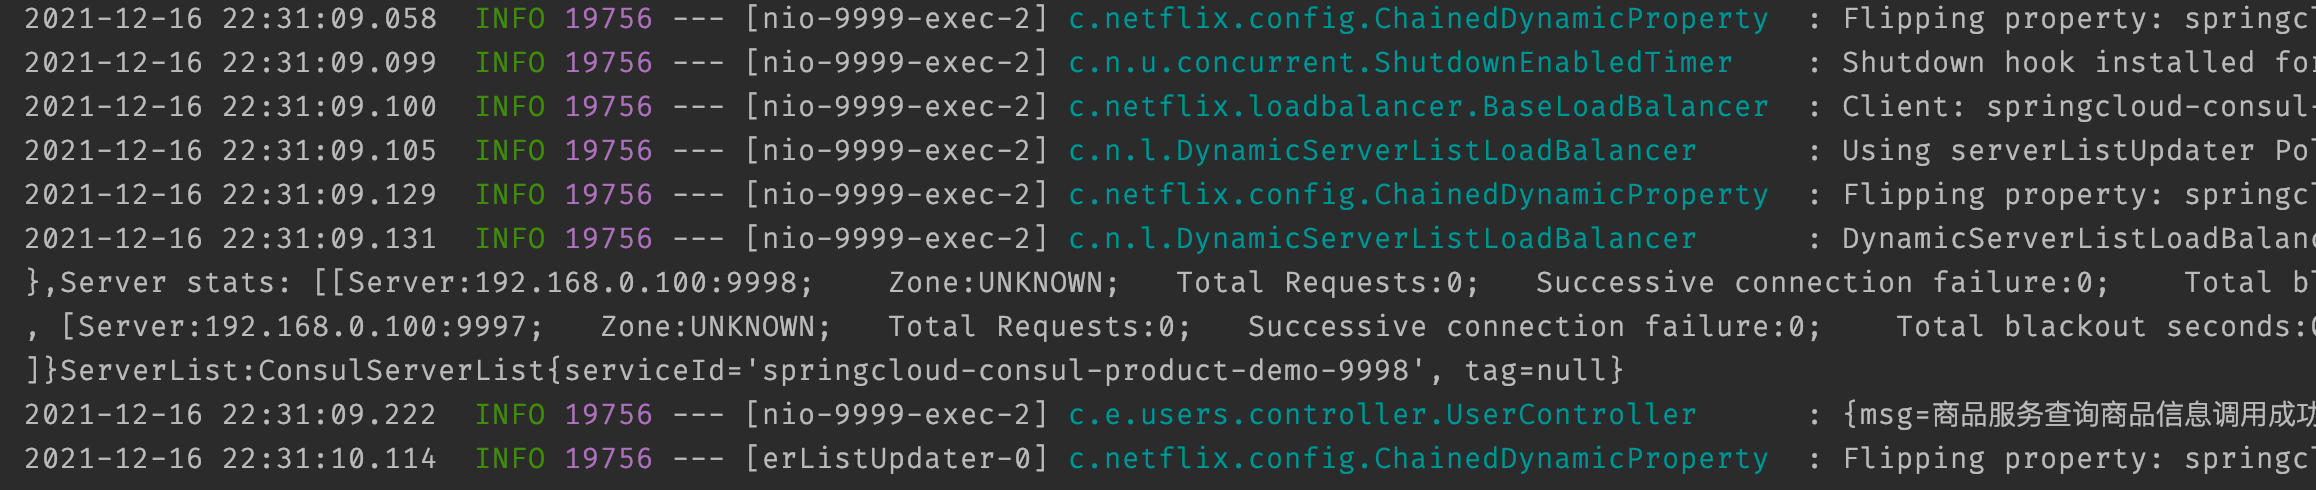 2021-12-16 22:31:09.058  INFO 19756 --- [nio-9999-exec-2] c.netflix.config.ChainedDynamicProperty  : Flipping property: springcl
2021-12-16 22:31:09.099  INFO 19756 --- [nio-9999-exec-2] c.n.u.concurrent.ShutdownEnabledTimer    : Shutdown hook installed for
2021-12-16 22:31:09.100  INFO 19756 --- [nio-9999-exec-2] c.netflix.loadbalancer.BaseLoadBalancer  : Client: springcloud-consul-
2021-12-16 22:31:09.105  INFO 19756 --- [nio-9999-exec-2] c.n.l.DynamicServerListLoadBalancer      : Using serverListUpdater Po
2021-12-16 22:31:09.129  INFO 19756 --- [nio-9999-exec-2] c.netflix.config.ChainedDynamicProperty  : Flipping property: springcl
2021-12-16 22:31:09.131  INFO 19756 --- [nio-9999-exec-2] c.n.l.DynamicServerListLoadBalancer      : DynamicServerListLoadBalanc
},Server stats: [[Server:192.168.0.100:9998;    Zone:UNKNOWN;   Total Requests:0;   Successive connection failure:0;    Total bl
, [Server:192.168.0.100:9997;   Zone:UNKNOWN;   Total Requests:0;   Successive connection failure:0;    Total blackout seconds:0
]}ServerList:ConsulServerList{serviceId='springcloud-consul-product-demo-9998', tag=null}
2021-12-16 22:31:09.222  INFO 19756 --- [nio-9999-exec-2] c.e.users.controller.UserController      : {msg=商品服务查询商品信息调用成功
2021-12-16 22:31:10.114  INFO 19756 --- [erListUpdater-0] c.netflix.config.ChainedDynamicProperty  : Flipping property: springcl